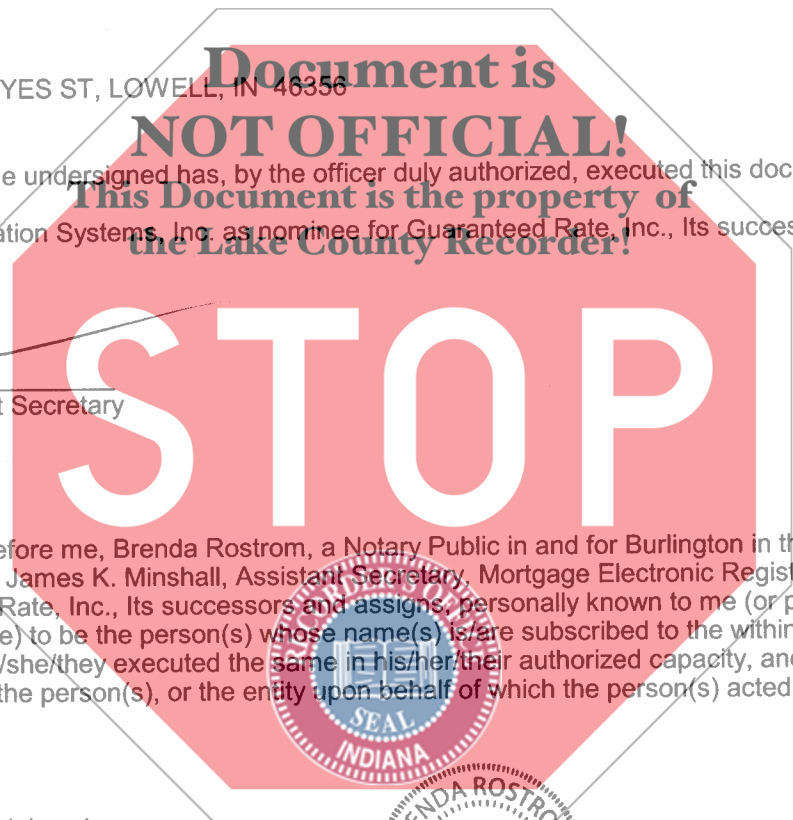 Document is
YES ST, LOWELL, IN 46356
NOT OFFICIAL!
e undersigned has, by the officer duly authorized, executed this doc
This Document is the property of
ation Systems, Inc. as nominee for Guaranteed Rate, Inc., Its succes
the Lake County Recorder!
STOP
t Secretary
efore me, Brenda Rostrom, a Notary Public in and for Burlington in th
James K. Minshall, Assistant Secretary, Mortgage Electronic Regist
Rate, Inc., Its successors and assigns, personally known to me (or p
e) to be the person(s) whose name(s) is/are subscribed to the within
/she/they executed the same in his/her/their authorized capacity, and
the person(s), or the entity upon behalf of which the person(s) acted
RECORDER'S OFFICE
SEAL
INDIANA
ENDA ROSTRO